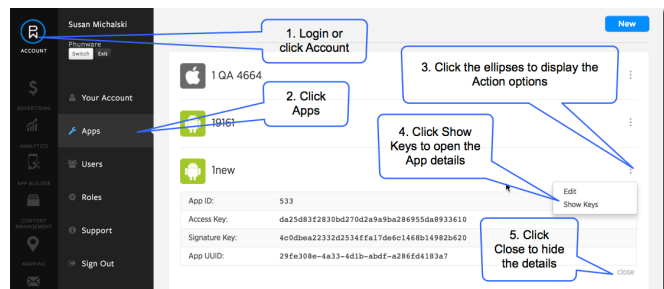 Susan Michalski
Phunware
Switch Exit
ACCOUNT
ADVERTISING
ANALYTICS
APP BUILDER
CONTENT
MANAGEMENT
MAPPING
Your Account
Apps
Users
Roles
Support
Sign Out
New
1. Login or
click Account
1 QA 4664
2. Click
Apps
19161
3. Click the ellipses to display the
Action options
4. Click Show
Keys to open the
App details
1new
Edit
Show Keys
App ID: 533
Access Key: da25d83f2830bd270d2a9a9ba286955da8933610
Signature Key: 4c0dbea22332d2534ffa17de6c1468b14982b620
App UUID: 29fe308e-4a33-4d1b-abdf-a286fd4183a7
5. Click
Close to hide
the details
close